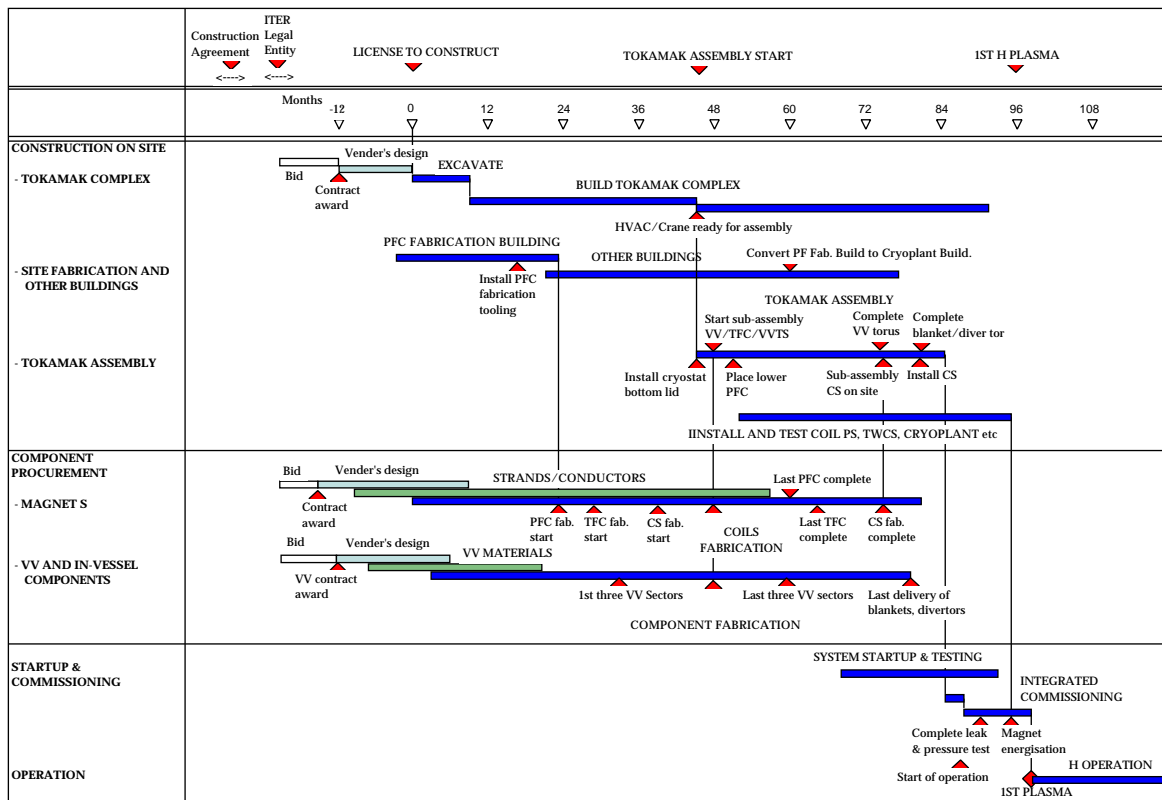 Construction
Agreement
<---->
ITER
Legal
Entity
<---->
LICENSE TO CONSTRUCT
TOKAMAK ASSEMBLY START
1ST H PLASMA
Months
-12
0
12
24
36
48
60
72
84
96
108
CONSTRUCTION ON SITE
- TOKAMAK COMPLEX
Bid
Vender's design
Contract
award
EXCAVATE
BUILD TOKAMAK COMPLEX
HVAC/Crane ready for assembly
- SITE FABRICATION AND
OTHER BUILDINGS
PFC FABRICATION BUILDING
Install PFC
fabrication
tooling
OTHER BUILDINGS
Convert PF Fab. Build to Cryoplant Build.
- TOKAMAK ASSEMBLY
TOKAMAK ASSEMBLY
Start sub-assembly
VV/TFC/VVTS
Complete
VV torus
Complete
blanket/diver tor
Install cryostat
bottom lid
Place lower
PFC
Sub-assembly
CS on site
Install CS
IINSTALL AND TEST COIL PS, TWCS, CRYOPLANT etc
COMPONENT
PROCUREMENT
- MAGNET S
Bid
Vender's design
Contract
award
STRANDS/CONDUCTORS
Last PFC complete
PFC fab.
start
TFC fab.
start
CS fab.
start
COILS
FABRICATION
Last TFC
complete
CS fab.
complete
- VV AND IN-VESSEL
COMPONENTS
Bid
Vender's design
VV contract
award
VV MATERIALS
1st three VV Sectors
Last three VV sectors
Last delivery of
blankets, divertors
COMPONENT FABRICATION
STARTUP &
COMMISSIONING
SYSTEM STARTUP & TESTING
INTEGRATED
COMMISSIONING
Complete leak
& pressure test
Magnet
energisation
OPERATION
Start of operation
1ST PLASMA
H OPERATION